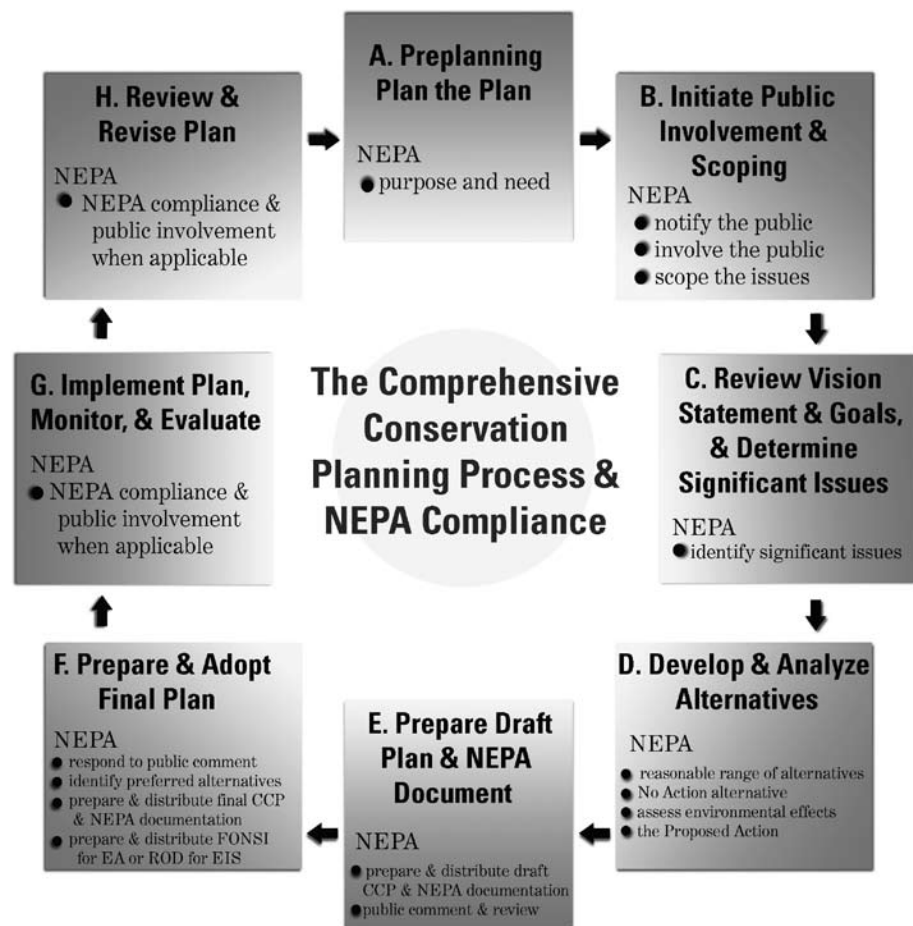 A. Preplanning
Plan the Plan
NEPA
● purpose and need
B. Initiate Public
Involvement &
Scoping
NEPA
● notify the public
● involve the public
● scope the issues
C. Review Vision
Statement & Goals,
& Determine
Significant Issues
NEPA
● identify significant issues
D. Develop & Analyze
Alternatives
NEPA
● reasonable range of alternatives
● No Action alternative
● assess environmental effects
● the Proposed Action
E. Prepare Draft
Plan & NEPA
Document
NEPA
● prepare & distribute draft
CCP & NEPA documentation
● public comment & review
F. Prepare & Adopt
Final Plan
NEPA
● respond to public comment
● identify preferred alternatives
● prepare & distribute final CCP
& NEPA documentation
● prepare & distribute FONSI
for EA or ROD for EIS
G. Implement Plan,
Monitor, & Evaluate
NEPA
● NEPA compliance &
public involvement
when applicable
H. Review &
Revise Plan
NEPA
● NEPA compliance &
public involvement
when applicable
The Comprehensive
Conservation
Planning Process &
NEPA Compliance